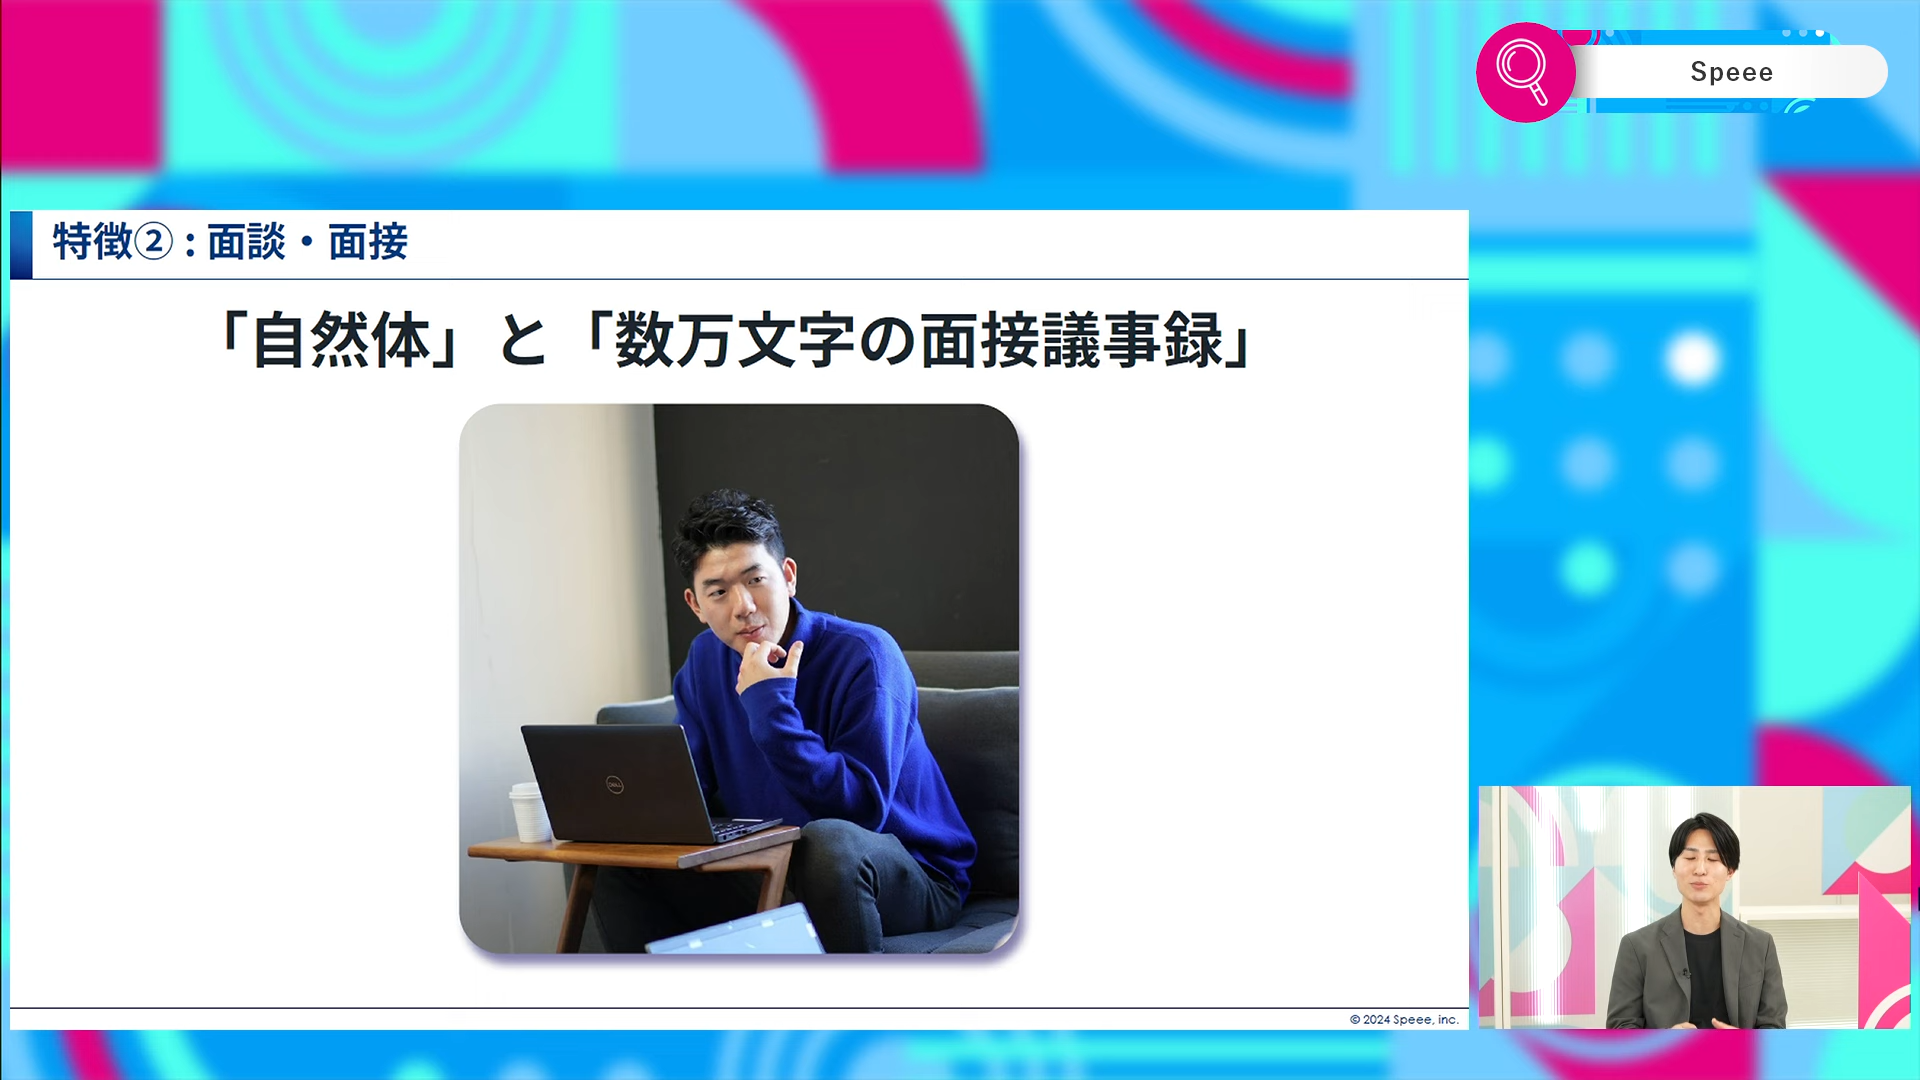 Speee
特徴②：面談・面接
「自然体」と「数万文字の面接議事録」
DELL
© 2024 Speee, inc.